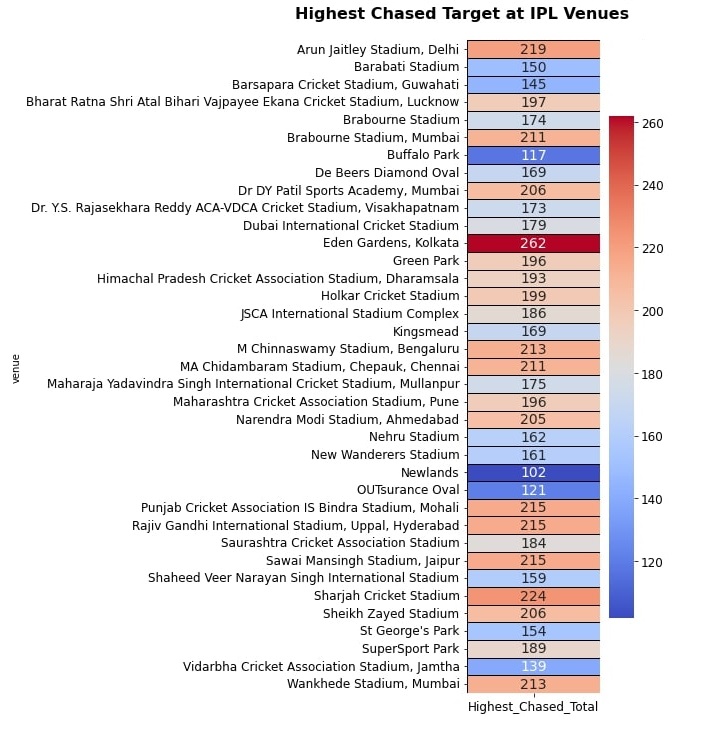 Highest Chased Target at IPL Venues
Arun Jaitley Stadium, Delhi 219
Barabati Stadium 150
Barsapara Cricket Stadium, Guwahati 145
Bharat Ratna Shri Atal Bihari Vajpayee Ekana Cricket Stadium, Lucknow 197
Brabourne Stadium 174
Brabourne Stadium, Mumbai 211
Buffalo Park 117
De Beers Diamond Oval 169
Dr DY Patil Sports Academy, Mumbai 206
Dr. Y.S. Rajasekhara Reddy ACA-VDCA Cricket Stadium, Visakhapatnam 173
Dubai International Cricket Stadium 179
Eden Gardens, Kolkata 262
Green Park 196
Himachal Pradesh Cricket Association Stadium, Dharamsala 193
Holkar Cricket Stadium 199
JSCA International Stadium Complex 186
Kingsmead 169
M Chinnaswamy Stadium, Bengaluru 213
MA Chidambaram Stadium, Chepauk, Chennai 211
Maharaja Yadavindra Singh International Cricket Stadium, Mullanpur 175
Maharashtra Cricket Association Stadium, Pune 196
Narendra Modi Stadium, Ahmedabad 205
Nehru Stadium 162
New Wanderers Stadium 161
Newlands 102
OUTsurance Oval 121
Punjab Cricket Association IS Bindra Stadium, Mohali 215
Rajiv Gandhi International Stadium, Uppal, Hyderabad 215
Saurashtra Cricket Association Stadium 184
Sawai Mansingh Stadium, Jaipur 215
Shaheed Veer Narayan Singh International Stadium 159
Sharjah Cricket Stadium 224
Sheikh Zayed Stadium 206
St George's Park 154
SuperSport Park 189
Vidarbha Cricket Association Stadium, Jamtha 139
Wankhede Stadium, Mumbai 213
Highest_Chased_Total
venue
260
240
220
200
180
160
140
120